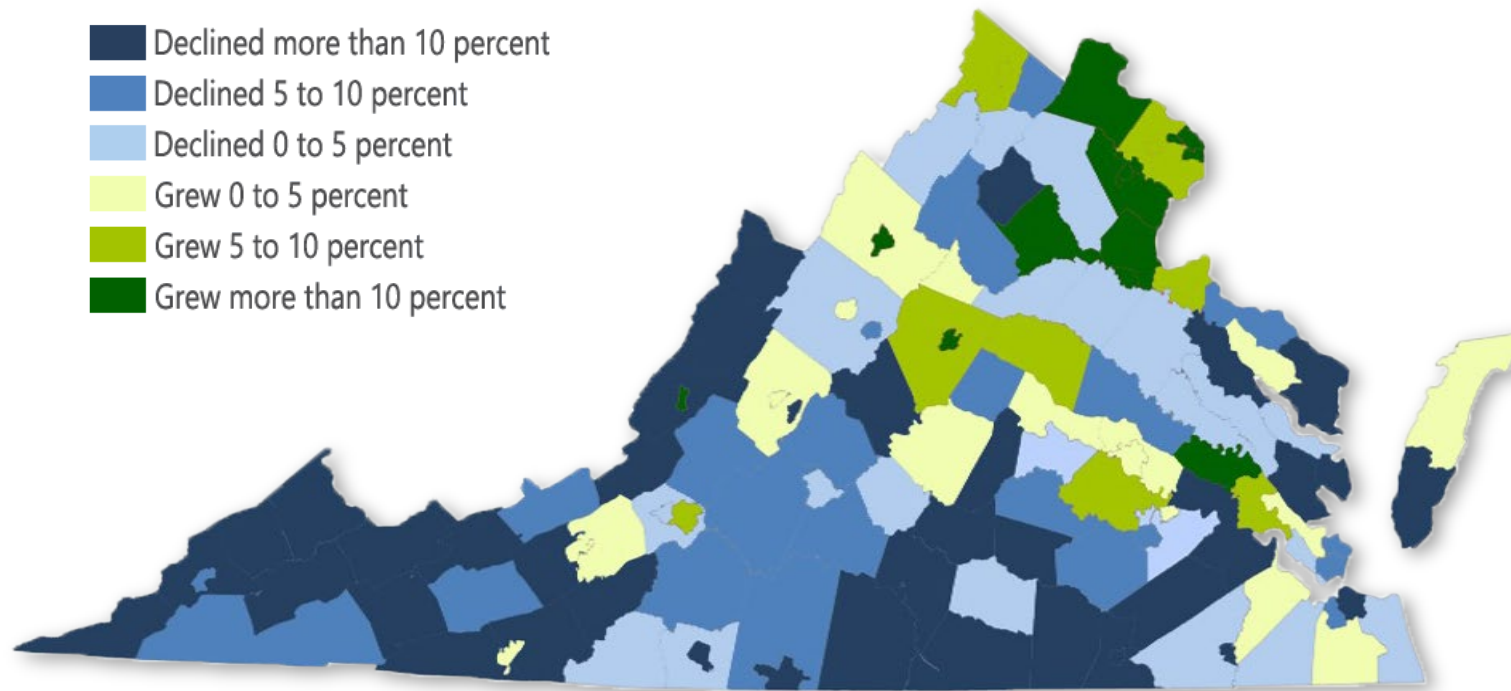 Declined more than 10 percent
Declined 5 to 10 percent
Declined 0 to 5 percent
Grew 0 to 5 percent
Grew 5 to 10 percent
Grew more than 10 percent